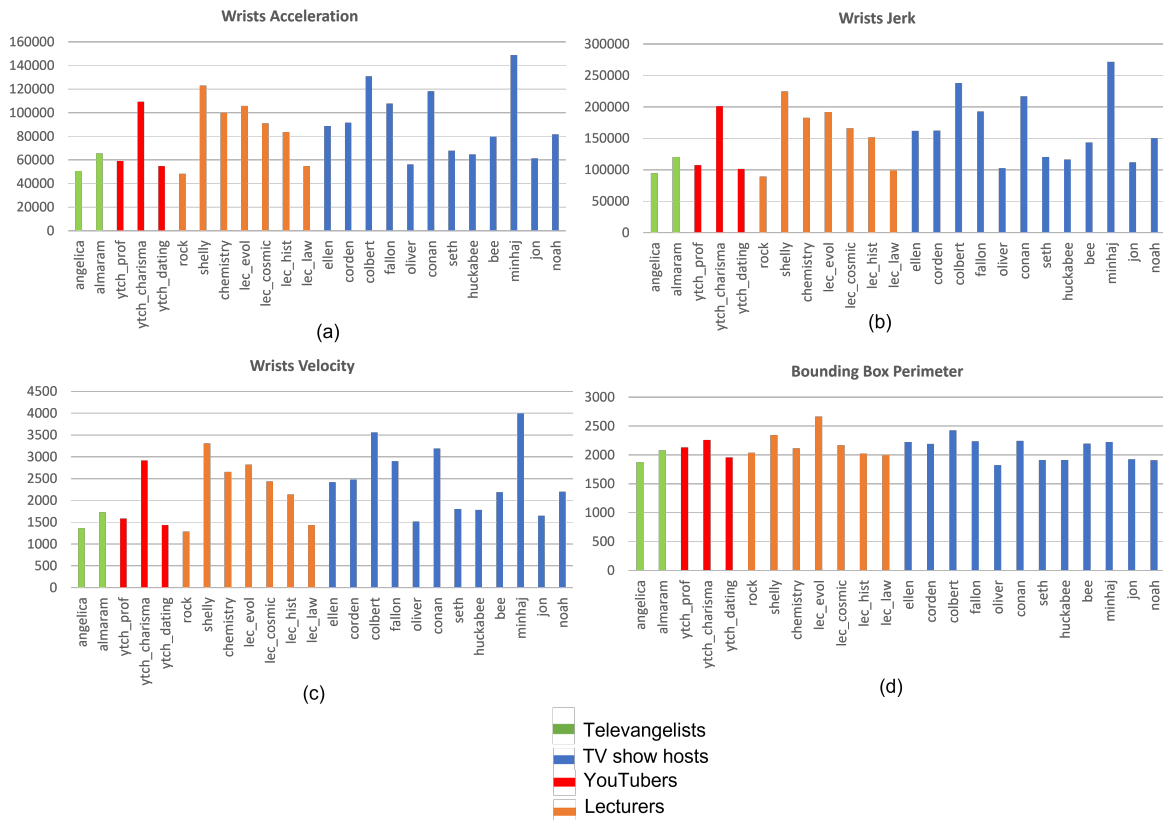 Wrists Acceleration
160000
140000
120000
100000
80000
60000
40000
20000
0
angelica
almaram
ytch_prof
ytch_charisma
ytch_dating
rock
shelly
chemistry
lec_evol
lec_cosmic
lec_hist
lec_law
ellen
corden
colbert
fallon
oliver
conan
seth
huckabee
bee
minhaj
jon
noah
(a)
Wrists Jerk
300000
250000
200000
150000
100000
50000
0
angelica
almaram
ytch_prof
ytch_charisma
ytch_dating
rock
shelly
chemistry
lec_evol
lec_cosmic
lec_hist
lec_law
ellen
corden
colbert
fallon
oliver
conan
seth
huckabee
bee
minhaj
jon
noah
(b)
Wrists Velocity
4500
4000
3500
3000
2500
2000
1500
1000
500
0
angelica
almaram
ytch_prof
ytch_charisma
ytch_dating
rock
shelly
chemistry
lec_evol
lec_cosmic
lec_hist
lec_law
ellen
corden
colbert
fallon
oliver
conan
seth
huckabee
bee
minhaj
jon
noah
(c)
Bounding Box Perimeter
3000
2500
2000
1500
1000
500
0
angelica
almaram
ytch_prof
ytch_charisma
ytch_dating
rock
shelly
chemistry
lec_evol
lec_cosmic
lec_hist
lec_law
ellen
corden
colbert
fallon
oliver
conan
seth
huckabee
bee
minhaj
jon
noah
(d)
Televangelists
TV show hosts
YouTubers
Lecturers